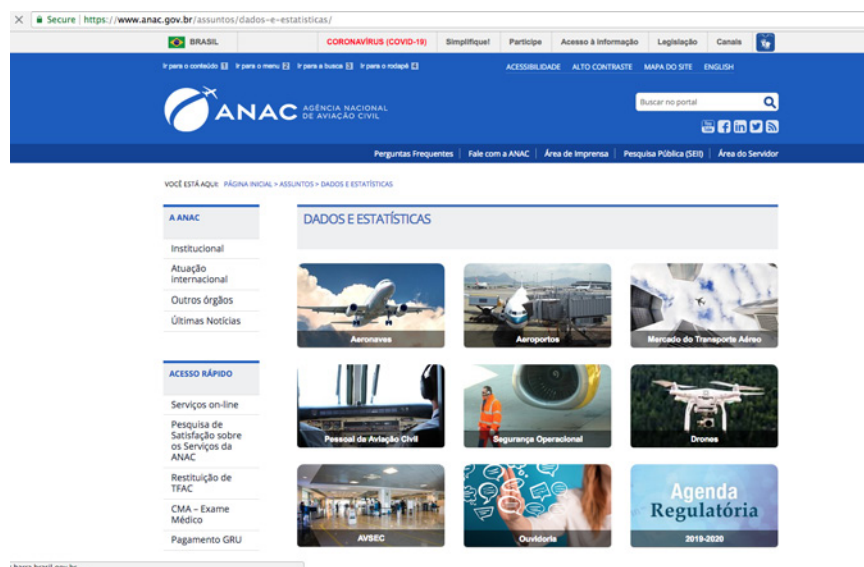 Secure | https://www.anac.gov.br/assuntos/dados-e-estatisticas/
BRASIL CORONAVÍRUS (COVID-19) Simplifique! Participe Acesso à informação Legislação Canais
Ir para o conteúdo 1 Ir para o menu 2 Ir para a busca 3 Ir para o rodapé 4 ACESSIBILIDADE ALTO CONTRASTE MAPA DO SITE ENGLISH
ANAC AGÊNCIA NACIONAL
DE AVIAÇÃO CIVIL
Buscar no portal
Perguntas Frequentes | Fale com a ANAC | Área de Imprensa | Pesquisa Pública (SEI!) | Área do Servidor
VOCÊ ESTÁ AQUI: PÁGINA INICIAL > ASSUNTOS > DADOS E ESTATÍSTICAS
A ANAC
Institucional
Atuação
Internacional
Outros órgãos
Últimas Notícias
ACESSO RÁPIDO
Serviços on-line
Pesquisa de
Satisfação sobre
os Serviços da
ANAC
Restituição de
TFAC
CMA – Exame
Médico
Pagamento GRU
DADOS E ESTATÍSTICAS
Aeronaves
Aeroportos
Mercado do Transporte Aéreo
Pessoal da Aviação Civil
Segurança Operacional
Drones
AVSEC
Ouvidoria
Agenda
Regulatória
2019-2020